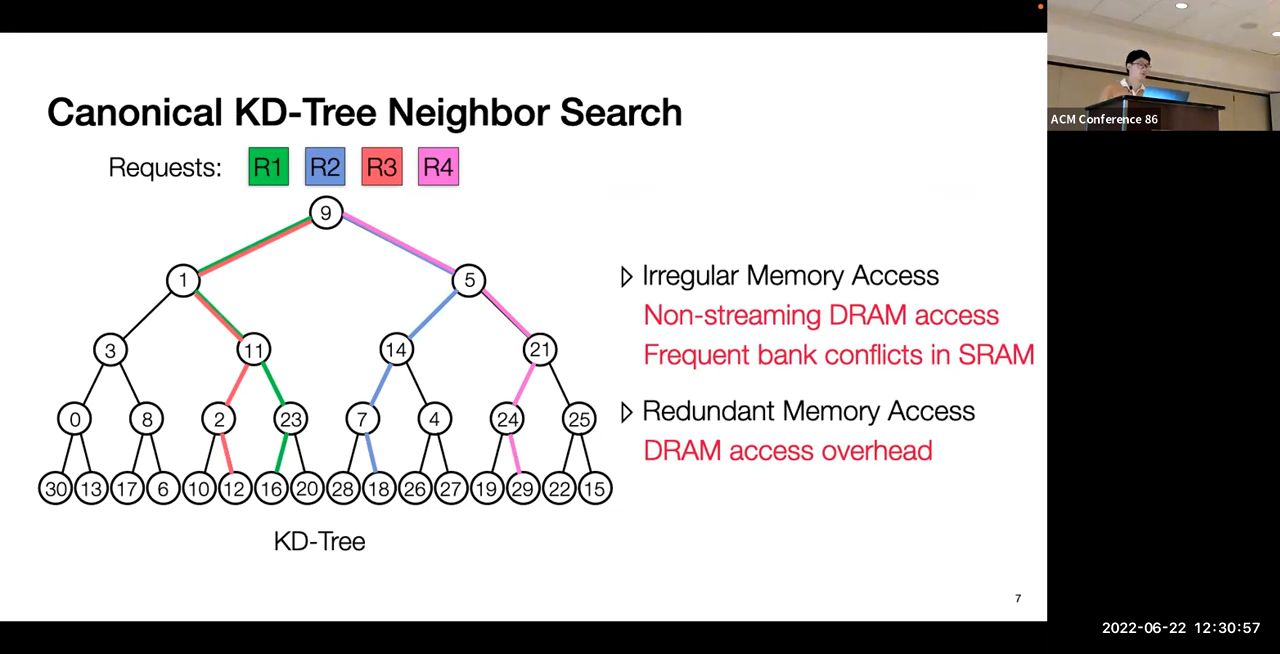 Canonical KD-Tree Neighbor Search
Requests: R1 R2 R3 R4
9
1 5
3 11 14 21
0 8 2 23 7 4 24 25
30 13 17 6 10 12 16 20 28 18 26 27 19 29 22 15
KD-Tree
Irregular Memory Access
Non-streaming DRAM access
Frequent bank conflicts in SRAM
Redundant Memory Access
DRAM access overhead
7
ACM Conference 86
2022-06-22 12:30:57